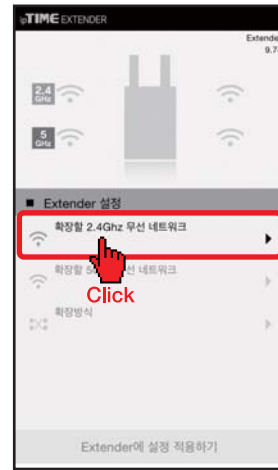 ipTIME EXTENDER
Extende
9.7
2.4
GHz
5
GHz
■ Extender 설정
확장할 2.4Ghz 무선 네트워크
확장할 5 선 네트워크
Click
확장방식
Extender에 설정 적용하기